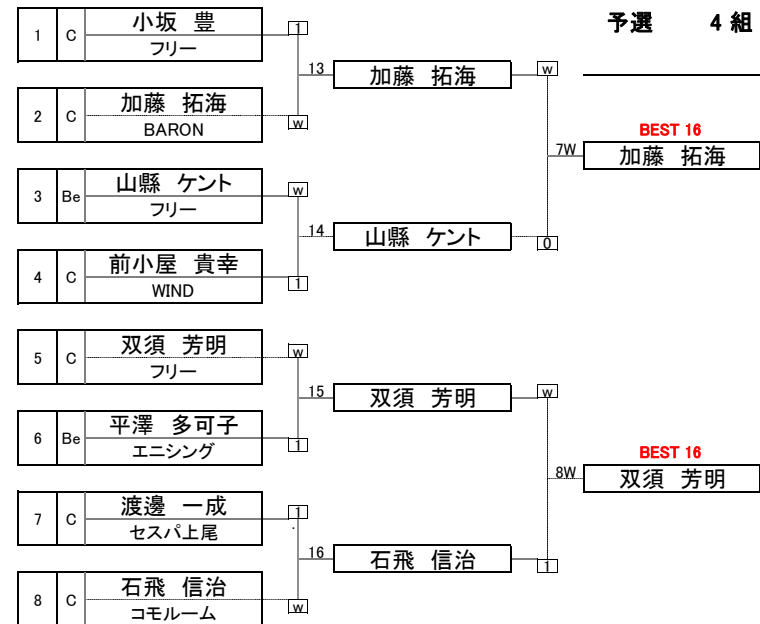 予選 4 組
1 C 小坂 豊 1
フリー
13 加藤 拓海 w
2 C 加藤 拓海 w
BARON
BEST 16
7W 加藤 拓海
3 Be 山縣 ケント w
フリー
14 山縣 ケント 0
4 C 前小屋 貴幸 1
WIND
5 C 双須 芳明 w
フリー
15 双須 芳明 w
6 Be 平澤 多可子 1
エニシング
BEST 16
8W 双須 芳明
7 C 渡邊 一成 1
セスパ上尾
16 石飛 信治 1
8 C 石飛 信治 w
コモルーム